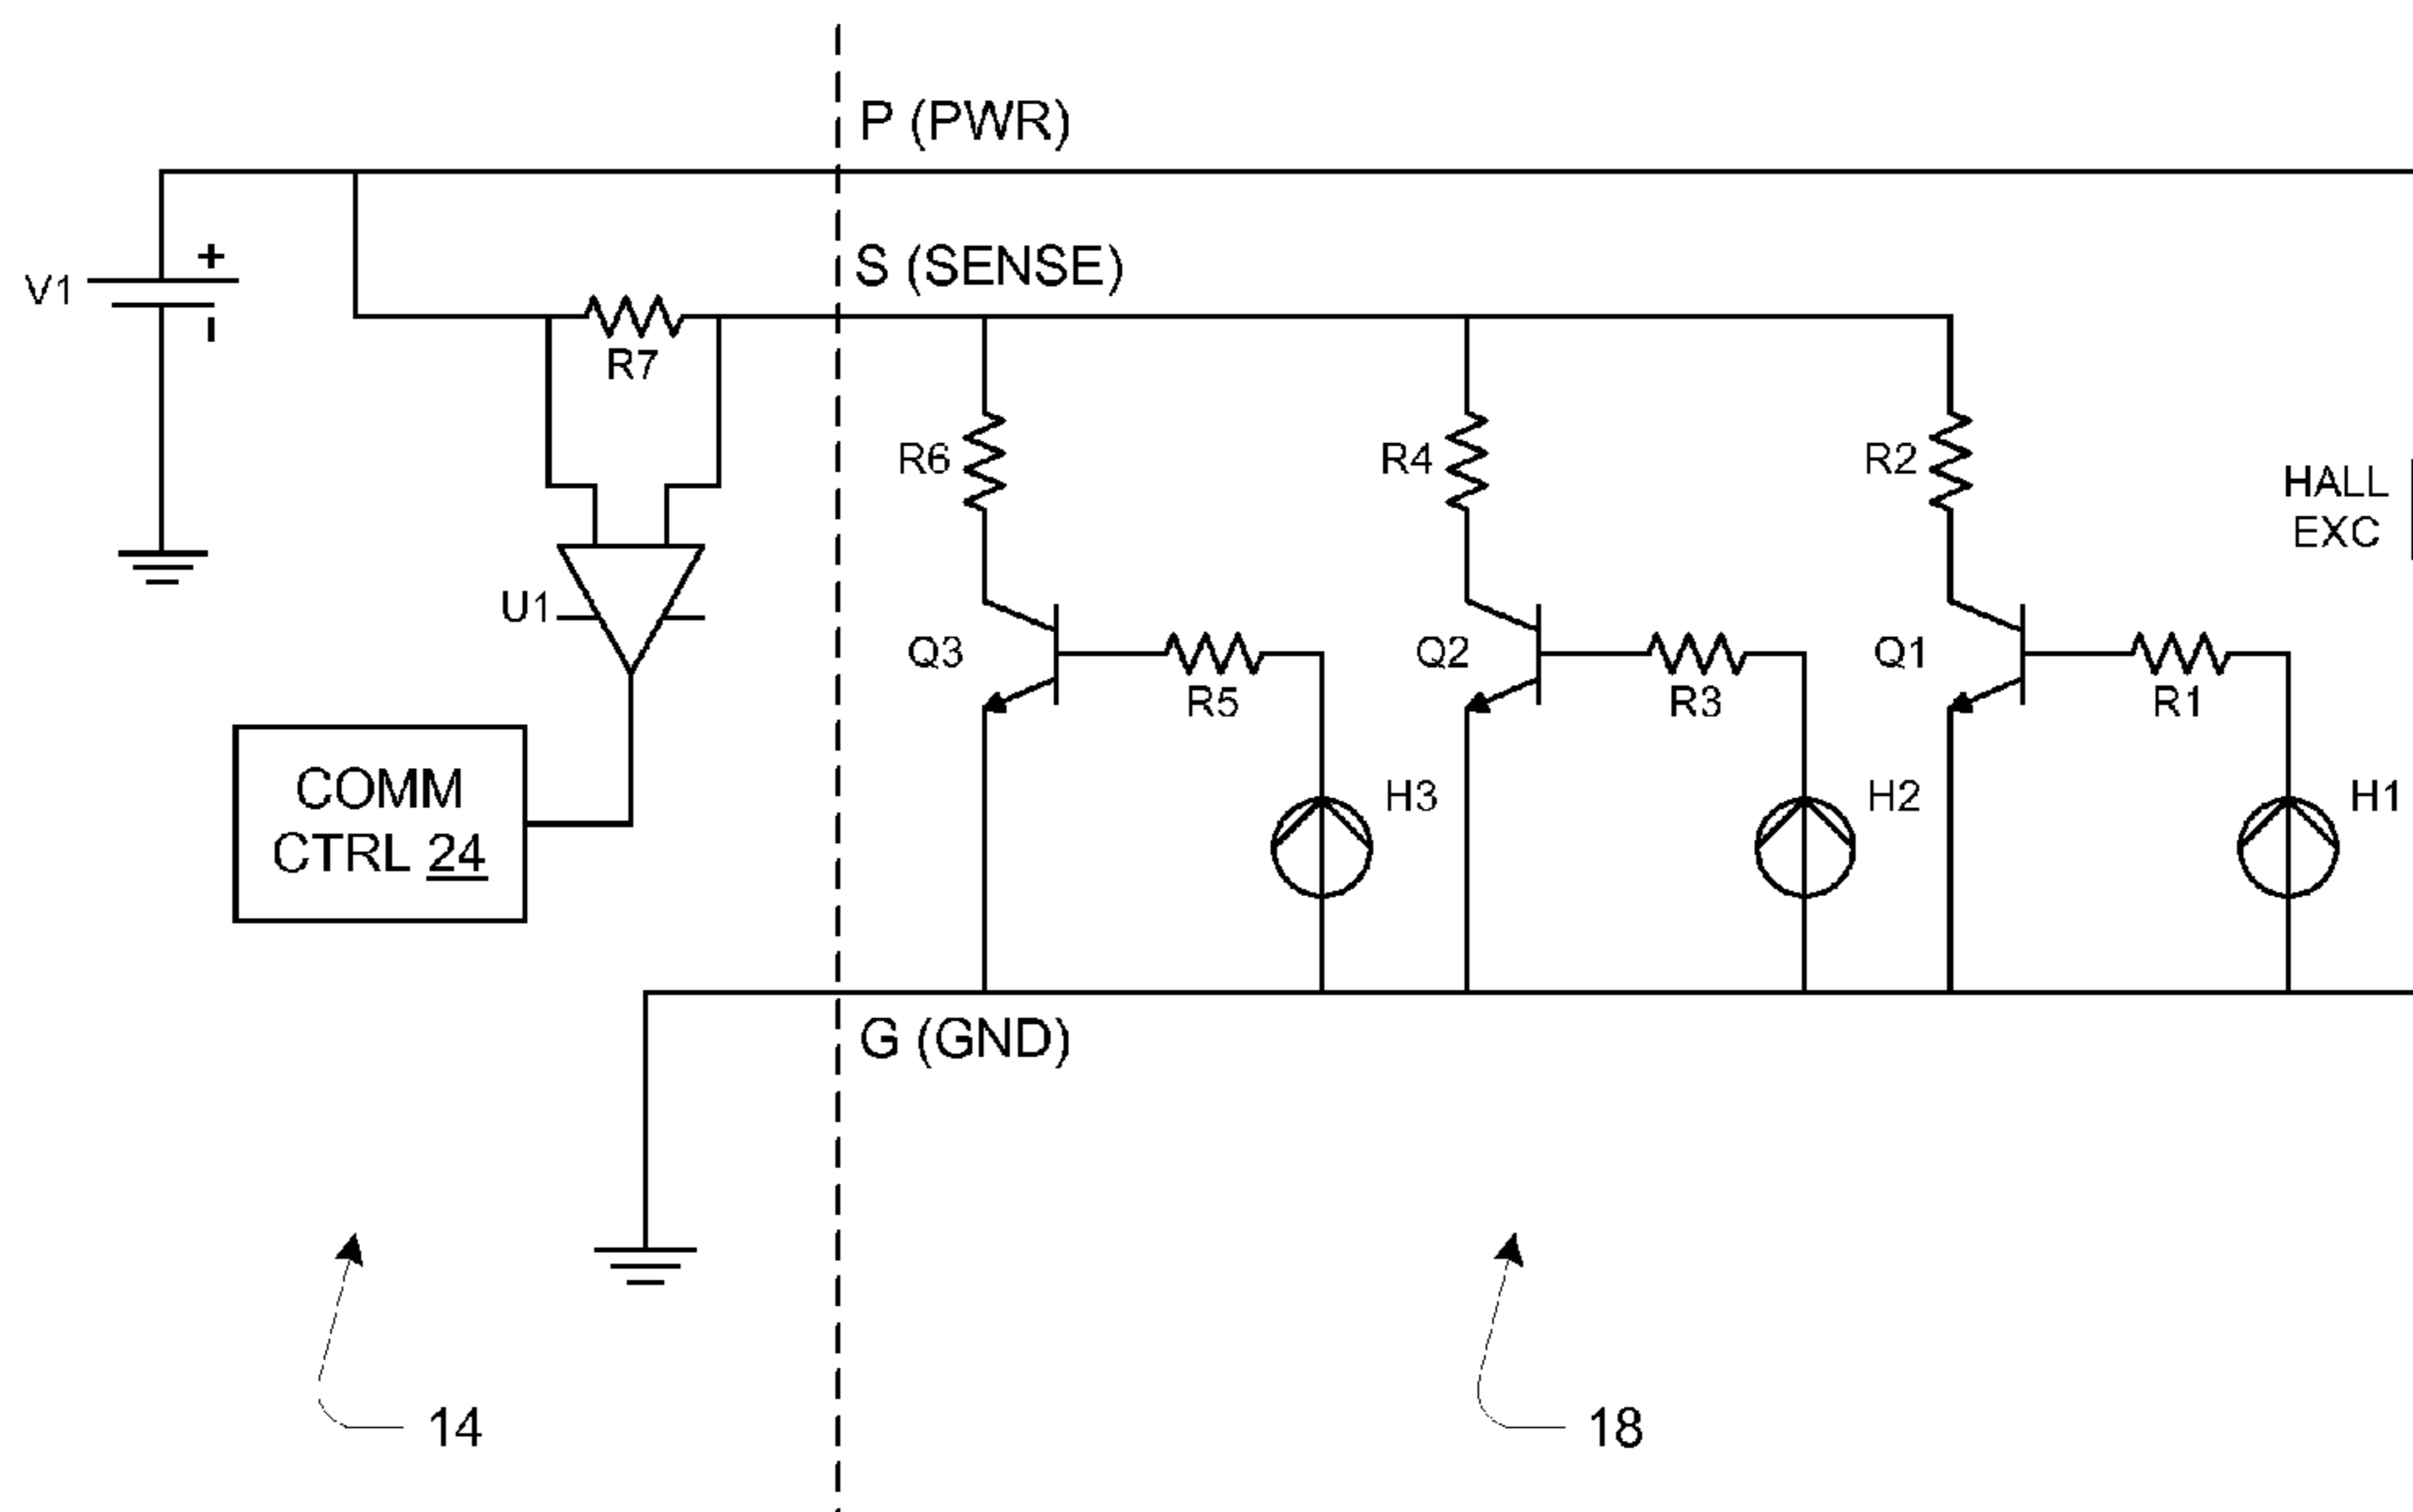 P (PWR)
S (SENSE)
V1
+
R7
R6
R4
R2
HALL
EXC
U1
Q3
Q2
Q1
R5
R3
R1
COMM
CTRL 24
H3
H2
H1
G (GND)
14
18